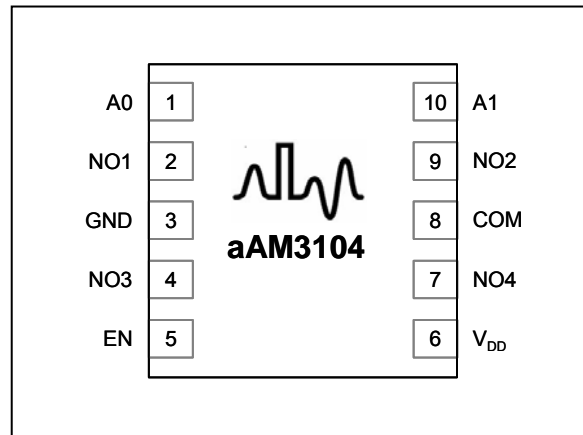 A0 1 10 A1
NO1 2 9 NO2
GND 3 8 COM
aAM3104
NO3 4 7 NO4
EN 5 6 VDD